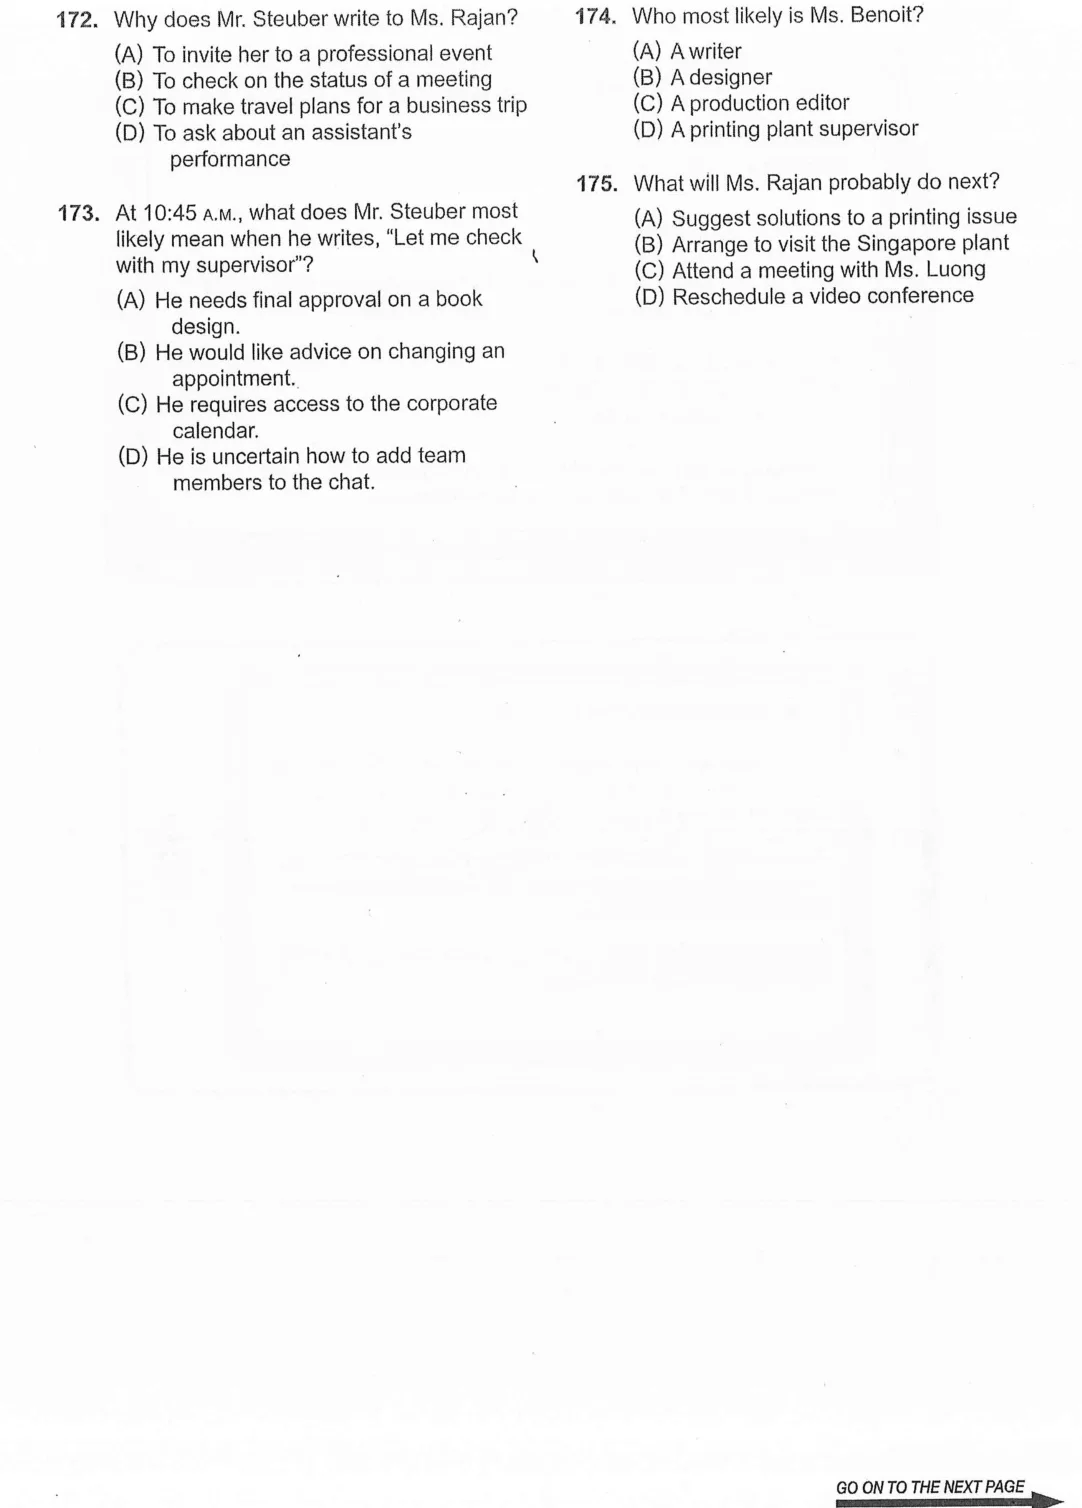 172. Why does Mr. Steuber write to Ms. Rajan?
(A) To invite her to a professional event
(B) To check on the status of a meeting
(C) To make travel plans for a business trip
(D) To ask about an assistant's
performance
173. At 10:45 A.M., what does Mr. Steuber most
likely mean when he writes, “Let me check
with my supervisor”?
(A) He needs final approval on a book
design.
(B) He would like advice on changing an
appointment.
(C) He requires access to the corporate
calendar.
(D) He is uncertain how to add team
members to the chat.
174. Who most likely is Ms. Benoit?
(A) A writer
(B) A designer
(C) A production editor
(D) A printing plant supervisor
175. What will Ms. Rajan probably do next?
(A) Suggest solutions to a printing issue
(B) Arrange to visit the Singapore plant
(C) Attend a meeting with Ms. Luong
(D) Reschedule a video conference
GO ON TO THE NEXT PAGE